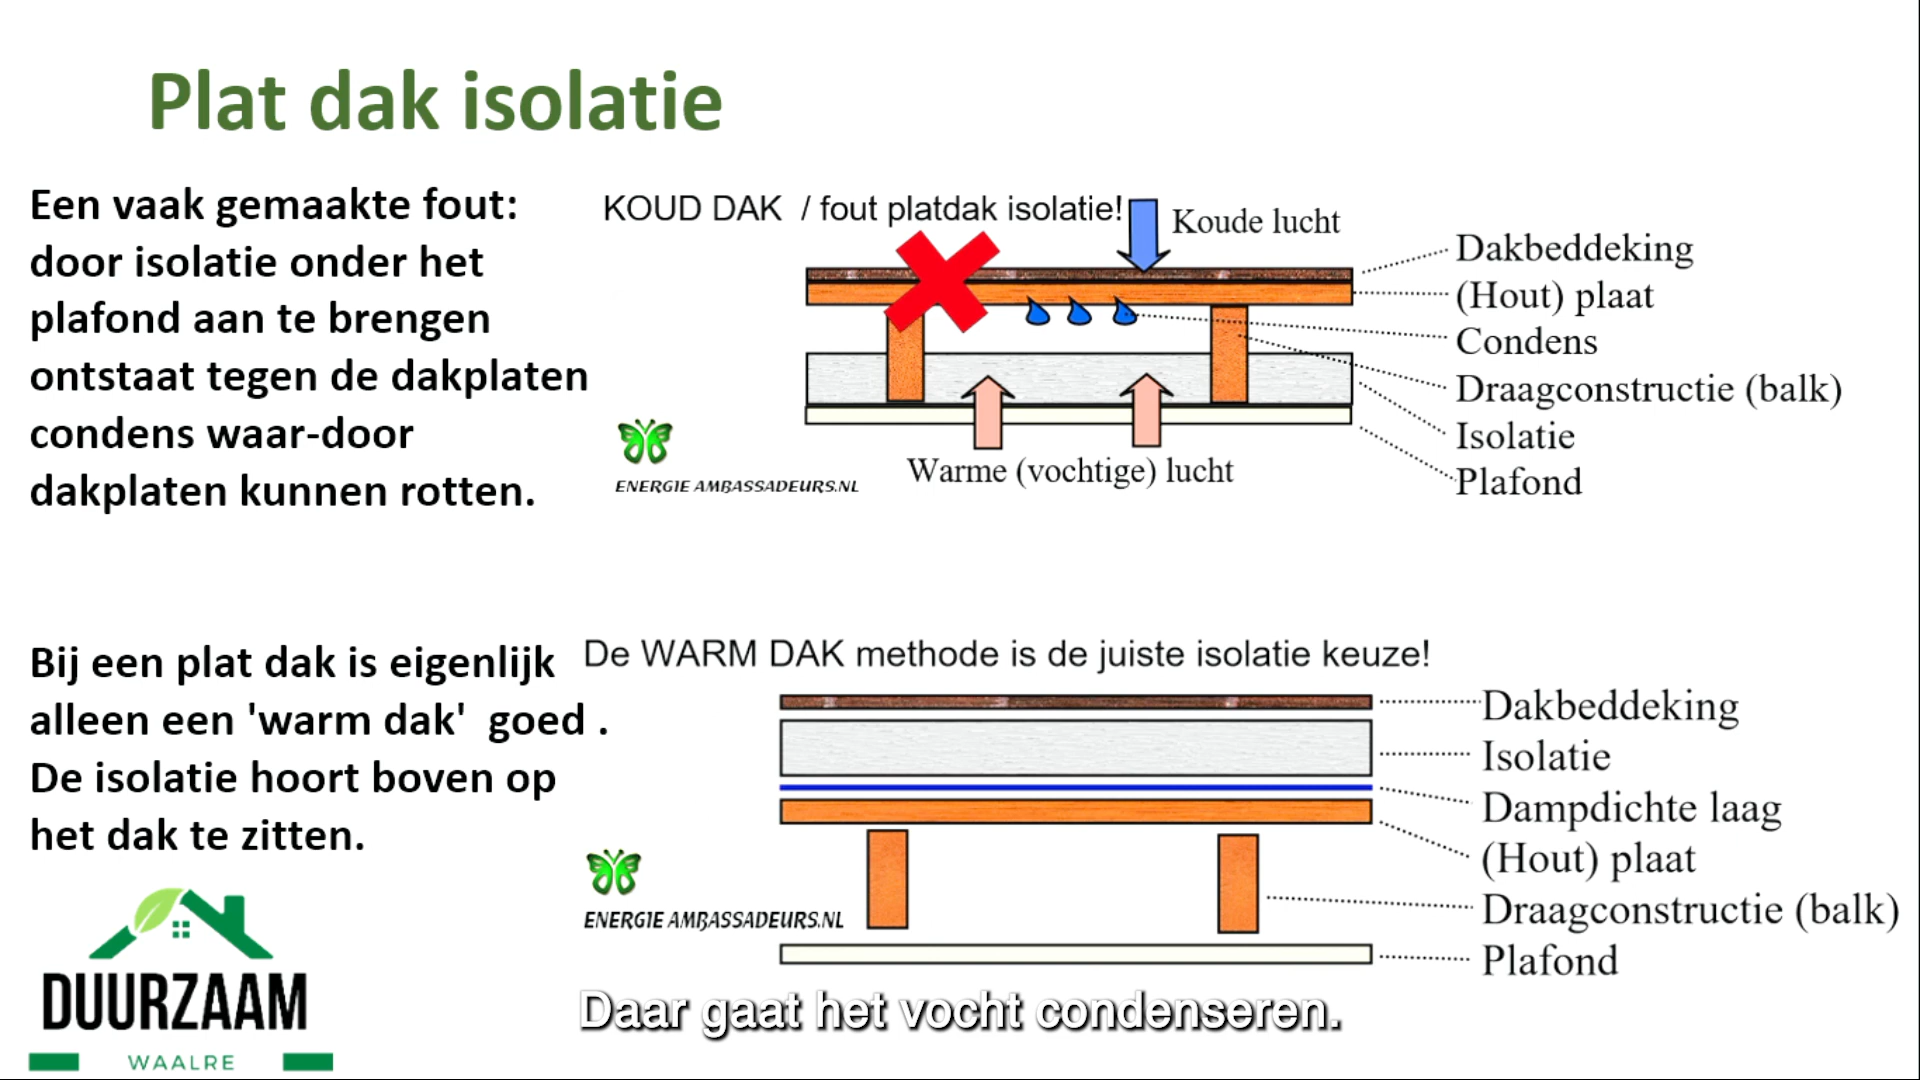 Plat dak isolatie
Een vaak gemaakte fout:
door isolatie onder het
plafond aan te brengen
ontstaat tegen de dakplaten
condens waar-door
dakplaten kunnen rotten.
KOUD DAK / fout platdak isolatie!
Koude lucht
Dakbeddeking
(Hout) plaat
Condens
Draagconstructie (balk)
Isolatie
Plafond
Warme (vochtige) lucht
ENERGIE AMBASSADEURS.NL
Bij een plat dak is eigenlijk
alleen een 'warm dak' goed .
De isolatie hoort boven op
het dak te zitten.
De WARM DAK methode is de juiste isolatie keuze!
Dakbeddeking
Isolatie
Dampdichte laag
(Hout) plaat
Draagconstructie (balk)
Plafond
ENERGIE AMBASSADEURS.NL
DUURZAAM
WAALRE
Daar gaat het vocht condenseren.